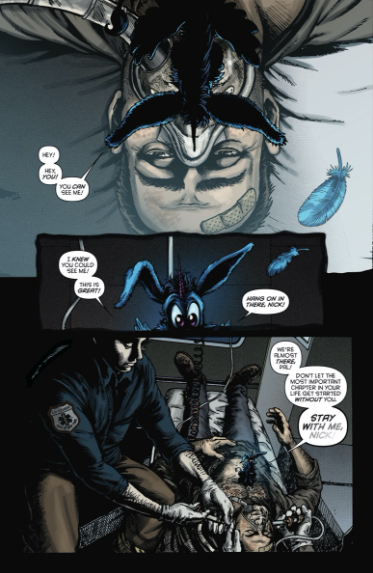 HEY!
HEY,
YOU!
YOU CAN
SEE ME!
I KNEW
YOU COULD
SEE ME!
THIS IS
GREAT!
HANG ON IN
THERE, NICK!
WE'RE
ALMOST
THERE,
PAL!
DON'T LET THE
MOST IMPORTANT
CHAPTER IN YOUR
LIFE GET STARTED
WITHOUT YOU.
STAY
WITH ME,
NICK!